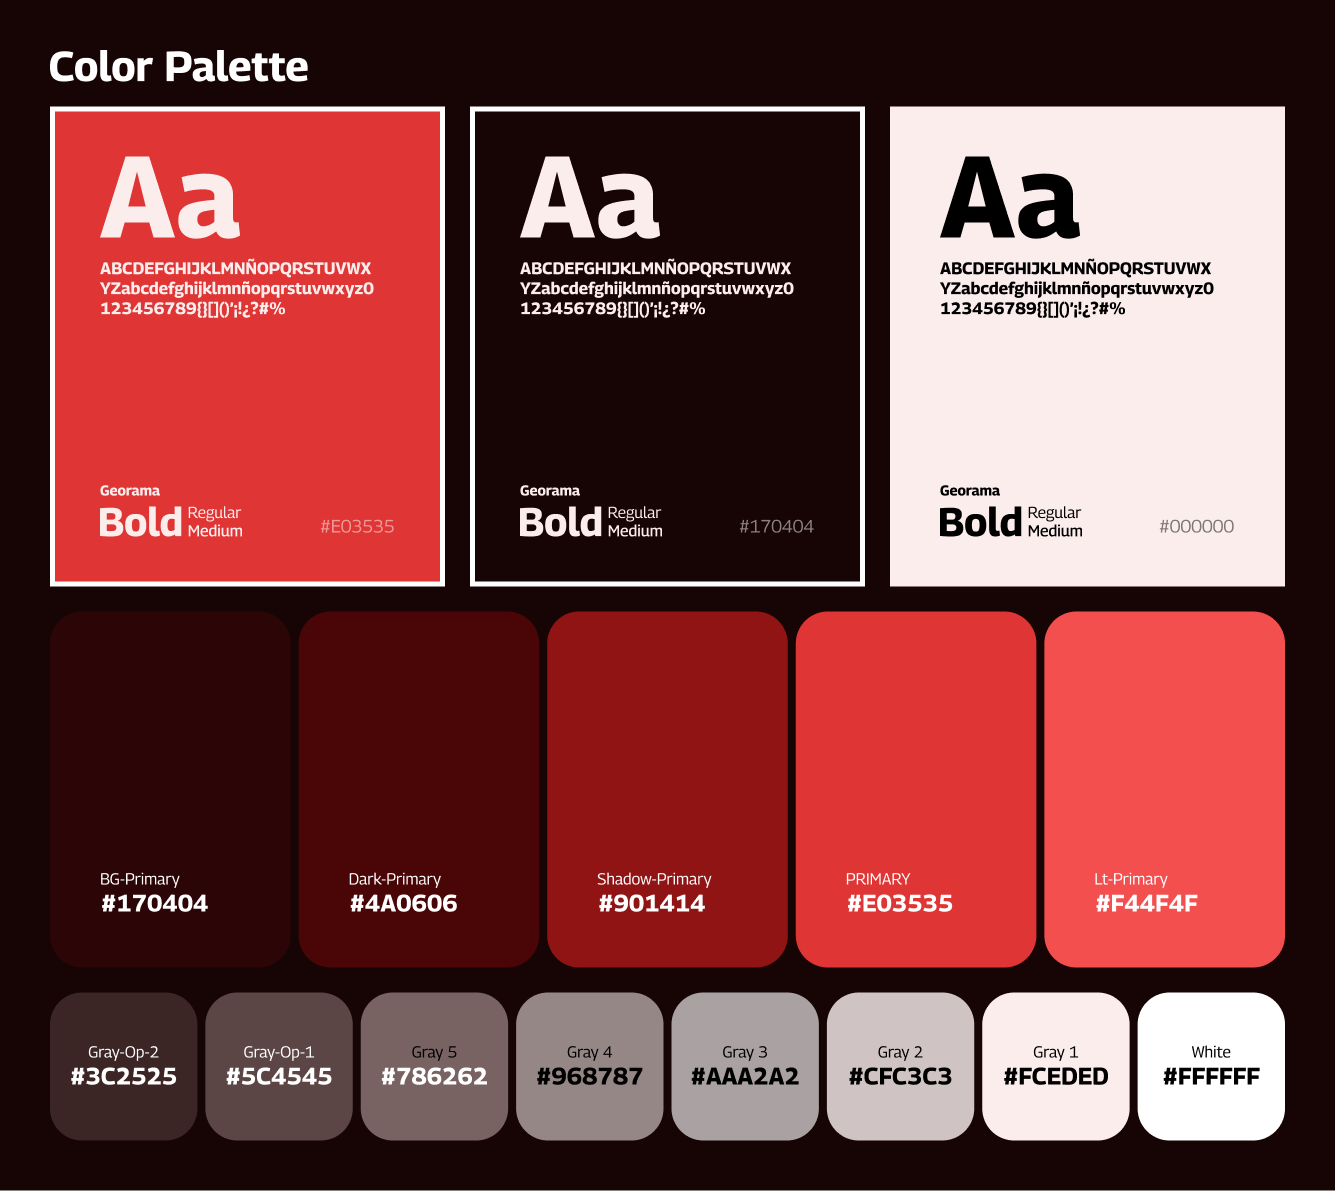 Color Palette
Aa
ABCDEFGHIJKLMNÑOPQRSTUVWX
YZabcdefghijklmnñopqrstuvwxyz0
123456789{}[]()'¡!¿?#%
Georama
Bold Regular Medium
#E03535
Aa
ABCDEFGHIJKLMNÑOPQRSTUVWX
YZabcdefghijklmnñopqrstuvwxyz0
123456789{}[]()'¡!¿?#%
Georama
Bold Regular Medium
#170404
Aa
ABCDEFGHIJKLMNÑOPQRSTUVWX
YZabcdefghijklmnñopqrstuvwxyz0
123456789{}[]()'¡!¿?#%
Georama
Bold Regular Medium
#000000
BG-Primary
#170404
Dark-Primary
#4A0606
Shadow-Primary
#901414
PRIMARY
#E03535
Lt-Primary
#F44F4F
Gray-Op-2
#3C2525
Gray-Op-1
#5C4545
Gray 5
#786262
Gray 4
#968787
Gray 3
#AAA2A2
Gray 2
#CFC3C3
Gray 1
#FCEDED
White
#FFFFFF